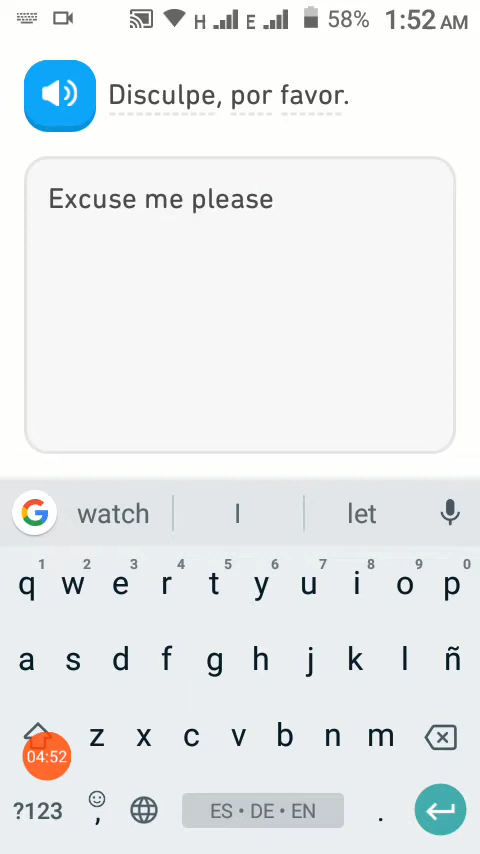 H E 58% 1:52 AM
Disculpe, por favor.
Excuse me please
watch I let
1 2 3 4 5 6 7 8 9 0
q w e r t y u i o p
a s d f g h j k l ñ
z x c v b n m
04:52
?123 , ES • DE • EN .